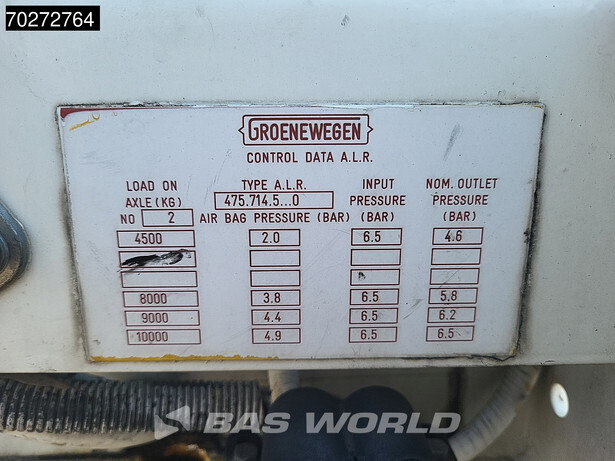 70272764
GROENEWEGEN
CONTROL DATA A.L.R.
LOAD ON AXLE (KG) TYPE A.L.R. INPUT PRESSURE NOM. OUTLET PRESSURE
475.714.5...0
NO 2 AIR BAG PRESSURE (BAR) (BAR) (BAR)
4500 2.0 6.5 4.6
8000 3.8 6.5 5.8
9000 4.4 6.5 6.2
10000 4.9 6.5 6.5
BAS WORLD